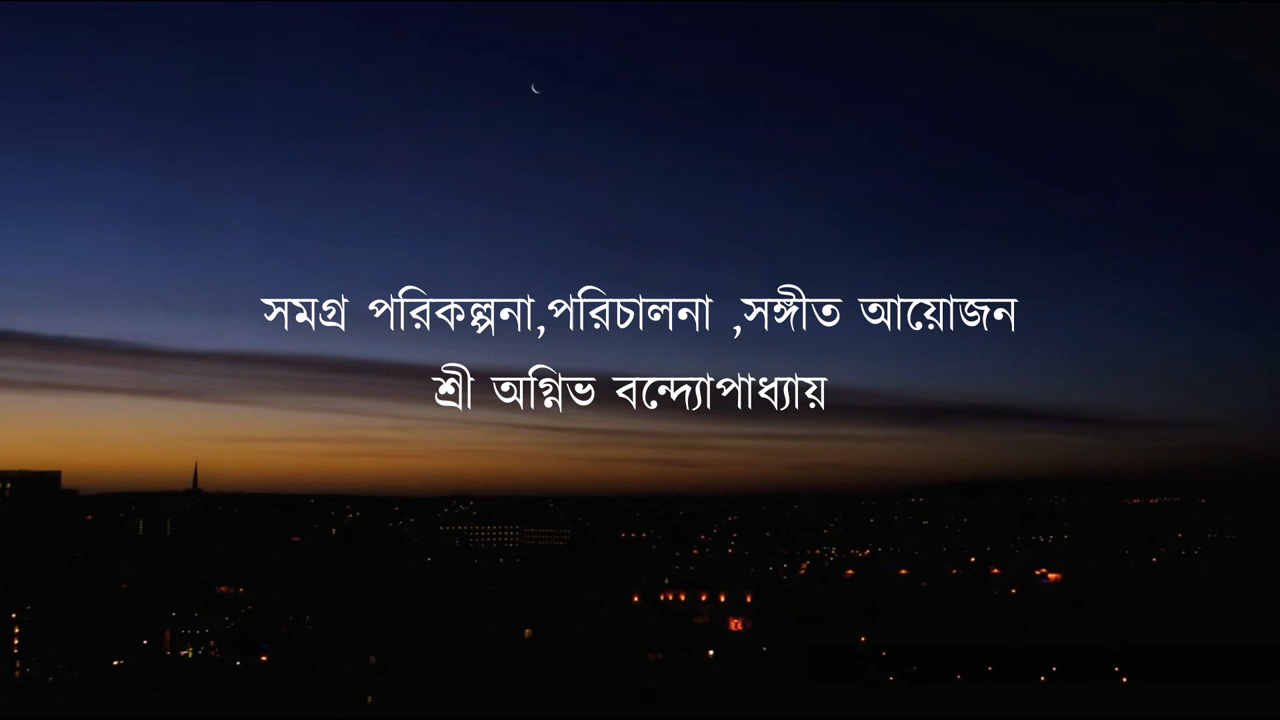 সমগ্র পরিকল্পনা,পরিচালনা ,সঙ্গীত আয়োজন
শ্রী অগ্নিভ বন্দ্যোপাধ্যায়